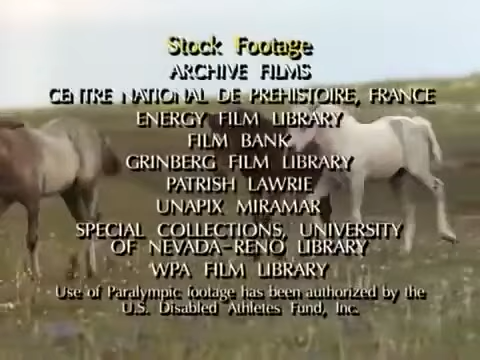 Stock Footage
ARCHIVE FILMS
CENTRE NATIONAL DE PREHISTOIRE, FRANCE
ENERGY FILM LIBRARY
FILM BANK
GRINBERG FILM LIBRARY
PATRISH LAWRIE
UNAPIX MIRAMAR
SPECIAL COLLECTIONS, UNIVERSITY
OF NEVADA-RENO LIBRARY
WPA FILM LIBRARY
Use of Paralympic footage has been authorized by the
U.S. Disabled Athletes Fund, Inc.